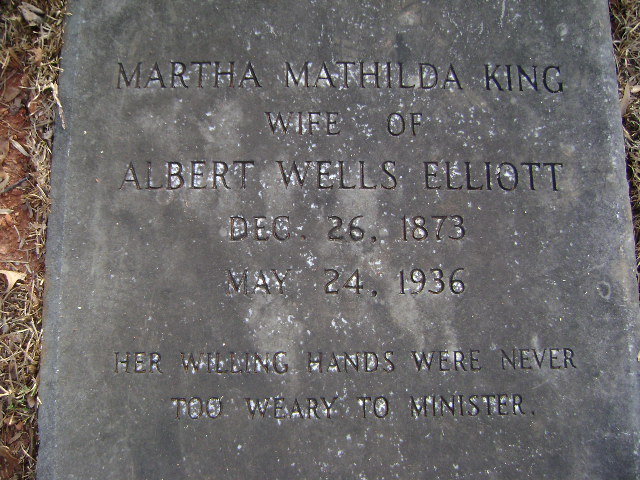 MARTHA MATHILDA KING
WIFE OF
ALBERT WELLS ELLIOTT
DEC. 26, 1873
MAY 24, 1936
HER WILLING HANDS WERE NEVER
TOO WEARY TO MINISTER.